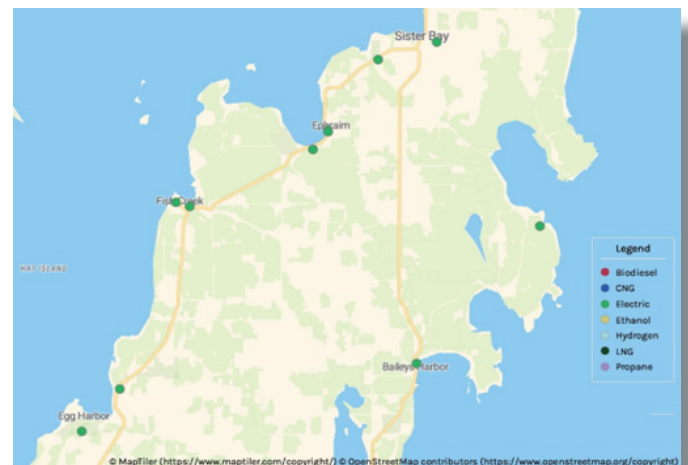 Sister Bay
Ephraim
Fish Creek
HAT ISLAND
Legend
Biodiesel
CNG
Electric
Ethanol
Hydrogen
LNG
Propane
Baileys Harbor
Egg Harbor
© MapTiler (https://www.maptiler.com/copyright/) © OpenStreetMap contributors (https://www.openstreetmap.org/copyright)